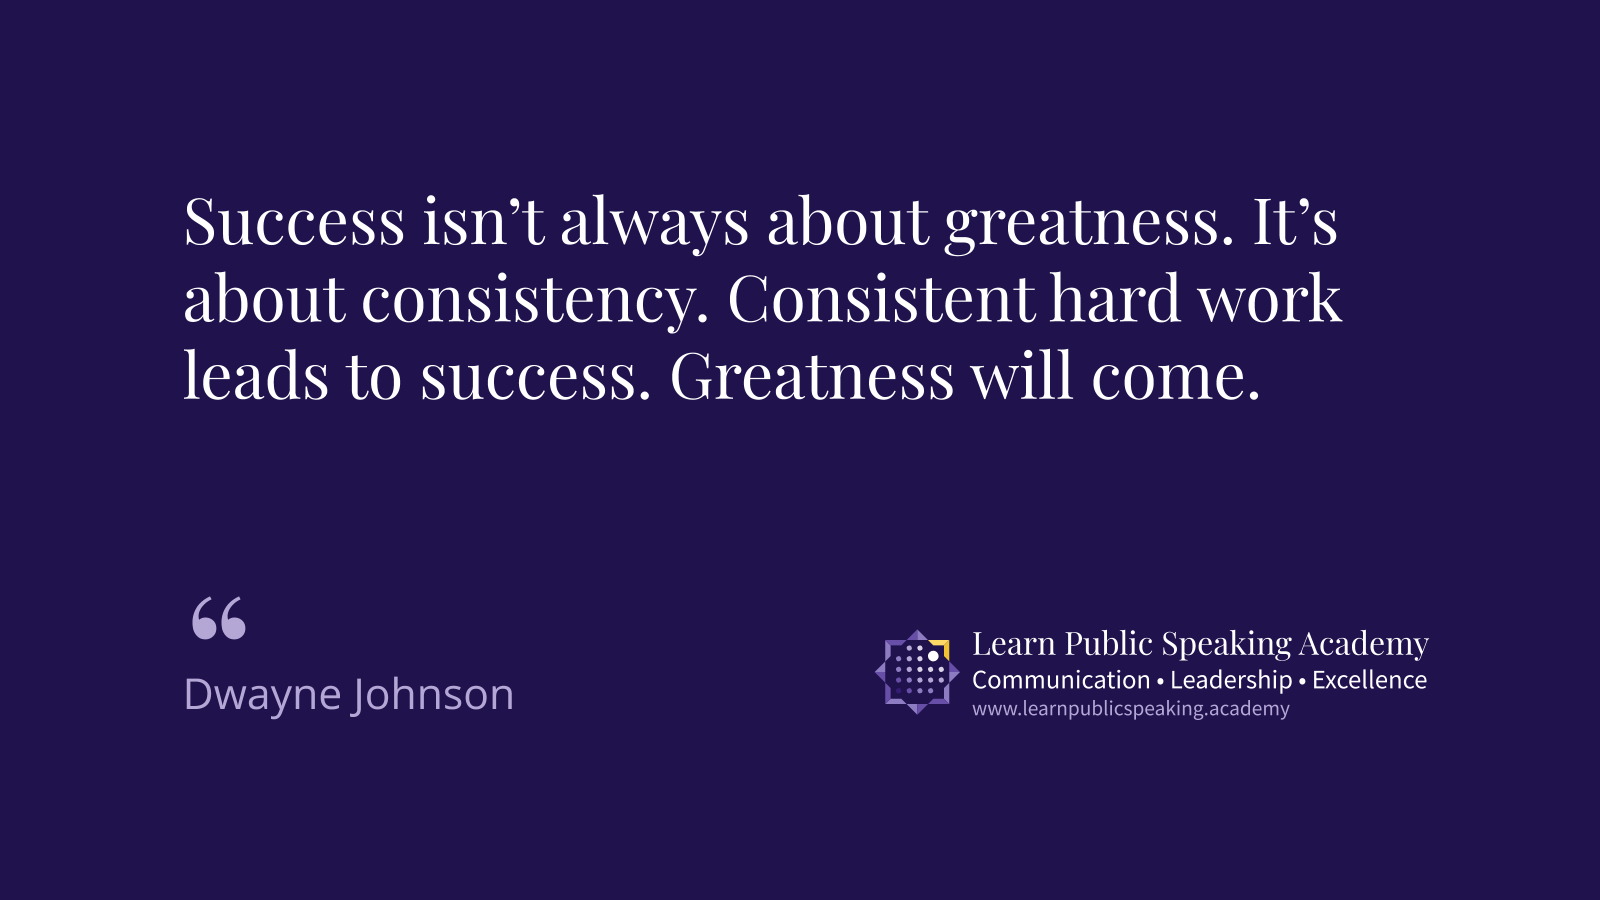 Success isn’t always about greatness. It’s
about consistency. Consistent hard work
leads to success. Greatness will come.
“
Dwayne Johnson
Learn Public Speaking Academy
Communication • Leadership • Excellence
www.learnpublicspeaking.academy